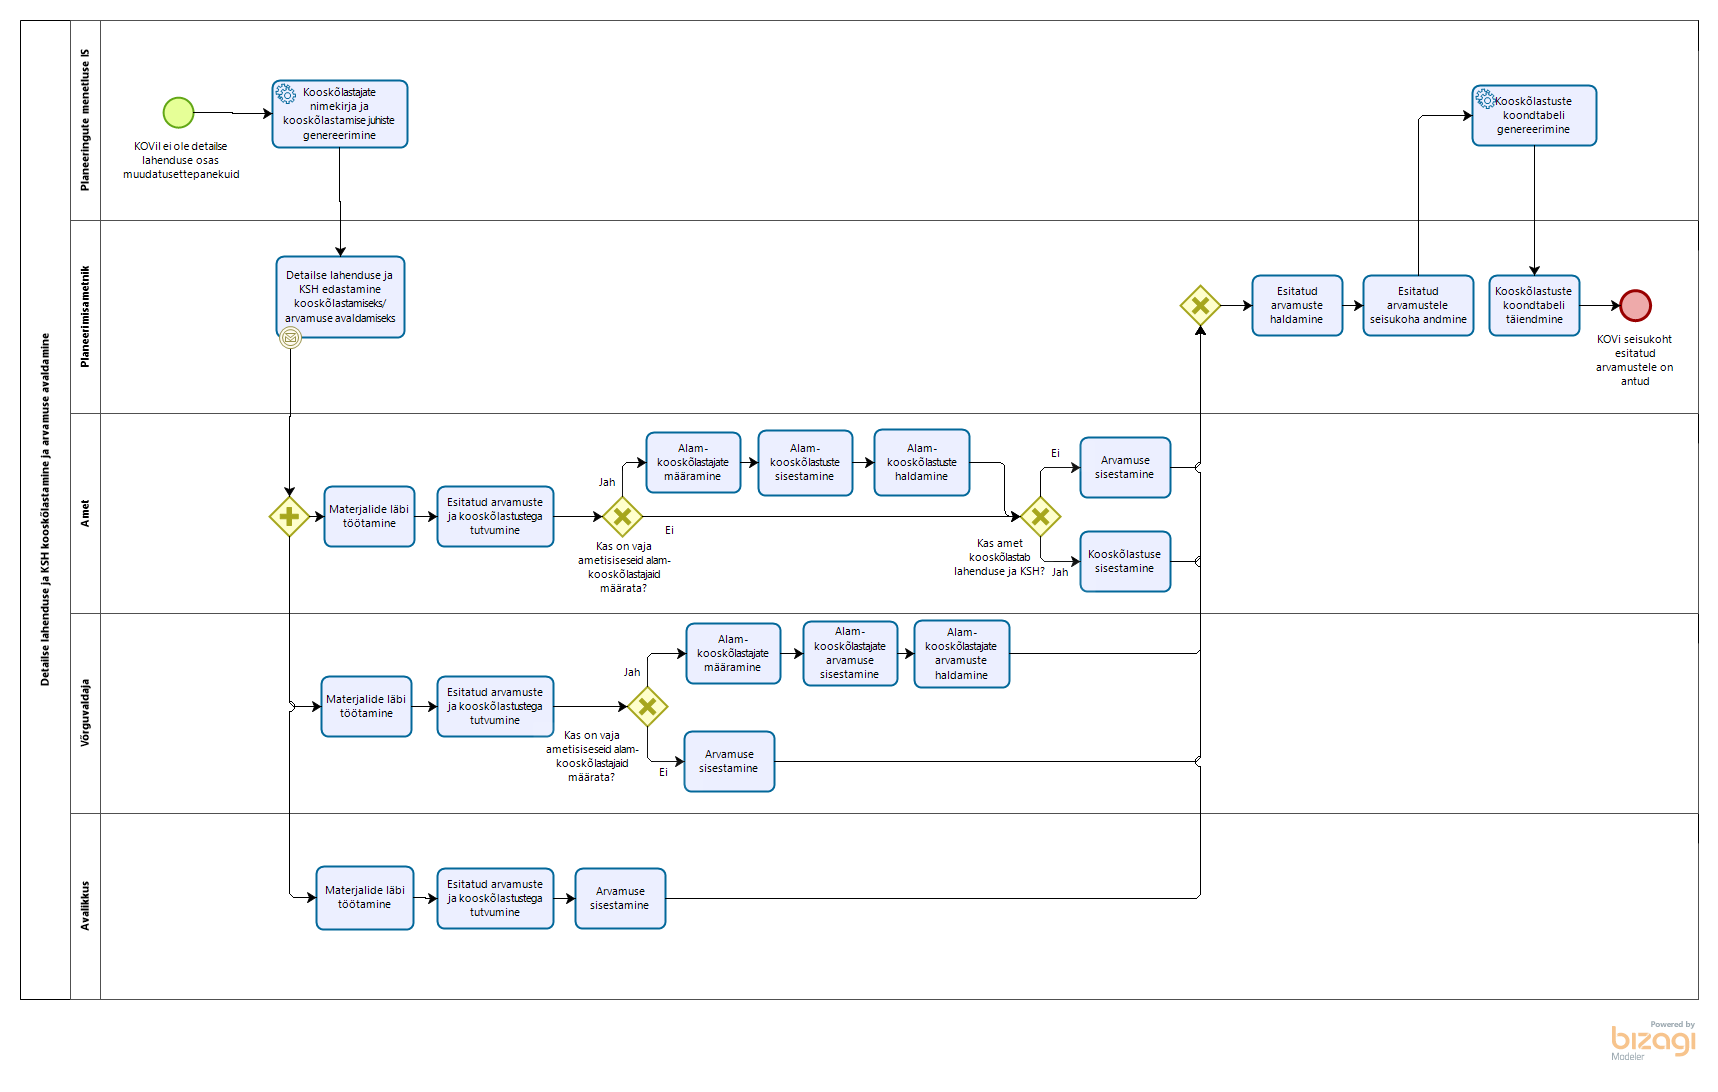 Detailse lahenduse ja KSH kooskõlastamine ja arvamuse avaldamine
Planeeringute menetluse IS
KOVil ei ole detailse
lahenduse osas
muudatusettepanekuid
Kooskõlastajate
nimekirja ja
kooskõlastamise juhiste
genereerimine
Kooskõlastuste
koondtabeli
genereerimine
Planeerimisametnik
Detailse lahenduse ja
KSH edastamine
kooskõlastamiseks/
arvamuse avaldamiseks
Esitatud
arvamuste
haldamine
Esitatud
arvamustele
seisukoha andmine
Kooskõlastuste
koondtabeli
täiendmine
KOVi seisukoht
esitatud
arvamustele on
antud
Amet
Materjalide läbi
töötamine
Esitatud arvamuste
ja kooskõlastustega
tutvumine
Kas on vaja
ametisiseseid alam-
kooskõlastajaid
määrata?
Jah
Ei
Alam-
kooskõlastajate
määramine
Alam-
kooskõlastuste
sisestamine
Alam-
kooskõlastuste
haldamine
Kas amet
kooskõlastab
lahenduse ja KSH?
Ei
Jah
Arvamuse
sisestamine
Kooskõlastuse
sisestamine
Võrguvaldaja
Materjalide läbi
töötamine
Esitatud arvamuste
ja kooskõlastustega
tutvumine
Kas on vaja
ametisiseseid alam-
kooskõlastajaid
määrata?
Jah
Ei
Alam-
kooskõlastajate
määramine
Alam-
kooskõlastajate
arvamuse
sisestamine
Alam-
kooskõlastajate
arvamuste
haldamine
Arvamuse
sisestamine
Avalikkus
Materjalide läbi
töötamine
Esitatud arvamuste
ja kooskõlastustega
tutvumine
Arvamuse
sisestamine
Powered by
bizagi
Modeler